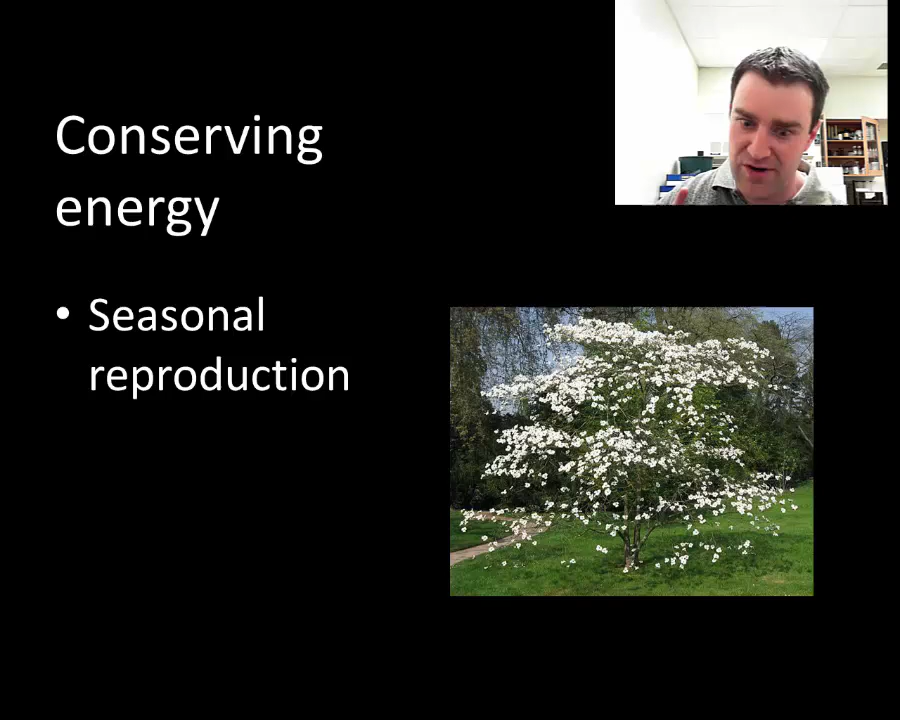 Conserving
energy
• Seasonal
reproduction